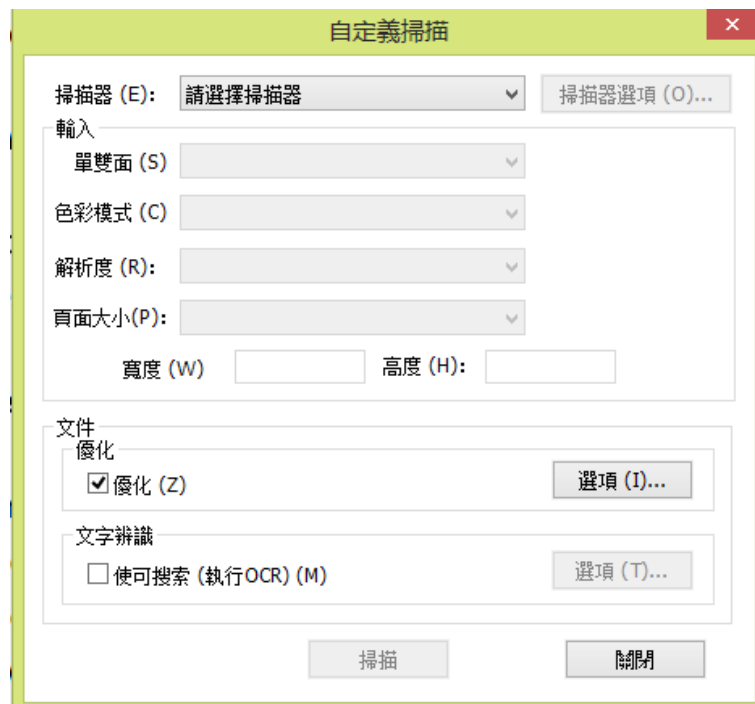 自定義掃描
掃描器 (E): 請選擇掃描器 掃描器選項 (O)...
輸入
單雙面 (S)
色彩模式 (C)
解析度 (R):
頁面大小(P):
寬度 (W) 高度 (H):
文件
優化
優化 (Z) 選項 (I)...
文字辨識
使可搜索 (執行OCR) (M) 選項 (T)...
掃描 關閉